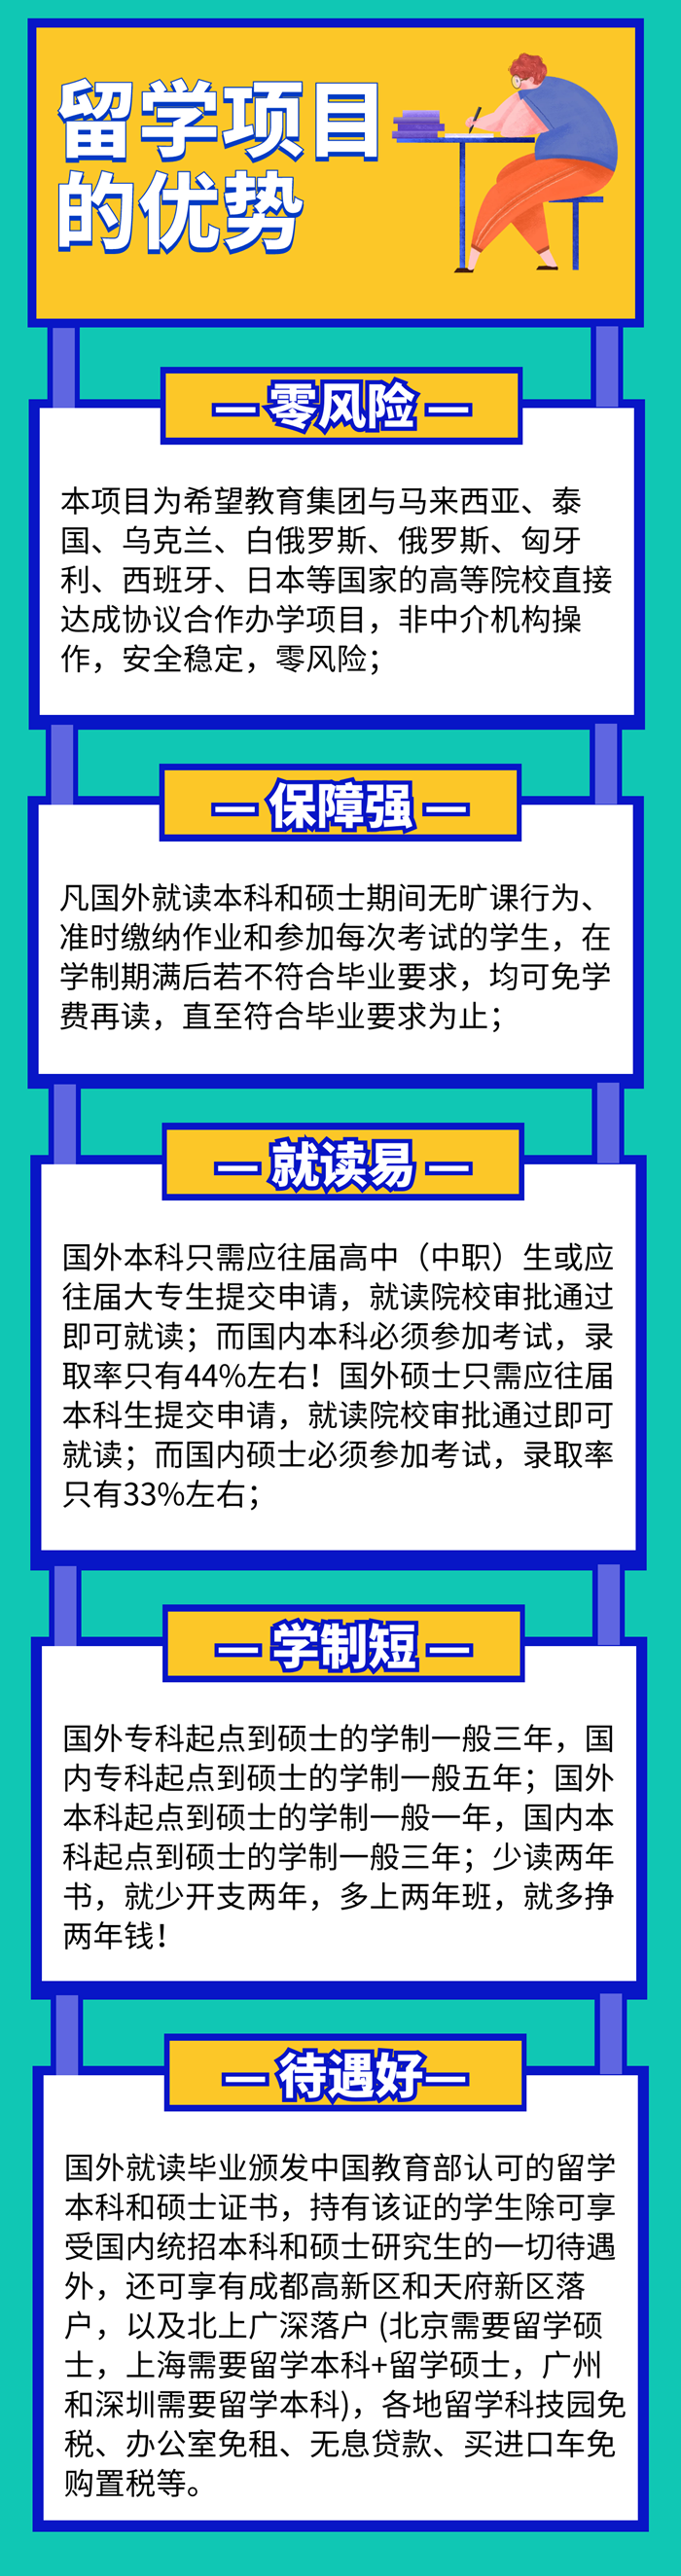 留学项目
的优势
— 零风险 —
本项目为希望教育集团与马来西亚、泰
国、乌克兰、白俄罗斯、俄罗斯、匈牙
利、西班牙、日本等国家的高等院校直接
达成协议合作办学项目，非中介机构操
作，安全稳定，零风险；
— 保障强 —
凡国外就读本科和硕士期间无旷课行为、
准时缴纳作业和参加每次考试的学生，在
学制期满后若不符合毕业要求，均可免学
费再读，直至符合毕业要求为止；
— 就读易 —
国外本科只需应往届高中（中职）生或应
往届大专生提交申请，就读院校审批通过
即可就读；而国内本科必须参加考试，录
取率只有44%左右！国外硕士只需应往届
本科生提交申请，就读院校审批通过即可
就读；而国内硕士必须参加考试，录取率
只有33%左右；
— 学制短 —
国外专科起点到硕士的学制一般三年，国
内专科起点到硕士的学制一般五年；国外
本科起点到硕士的学制一般一年，国内本
科起点到硕士的学制一般三年；少读两年
书，就少开支两年，多上两年班，就多挣
两年钱！
— 待遇好—
国外就读毕业颁发中国教育部认可的留学
本科和硕士证书，持有该证的学生除可享
受国内统招本科和硕士研究生的一切待遇
外，还可享有成都高新区和天府新区落
户，以及北上广深落户 (北京需要留学硕
士，上海需要留学本科+留学硕士，广州
和深圳需要留学本科)，各地留学科技园免
税、办公室免租、无息贷款、买进口车免
购置税等。